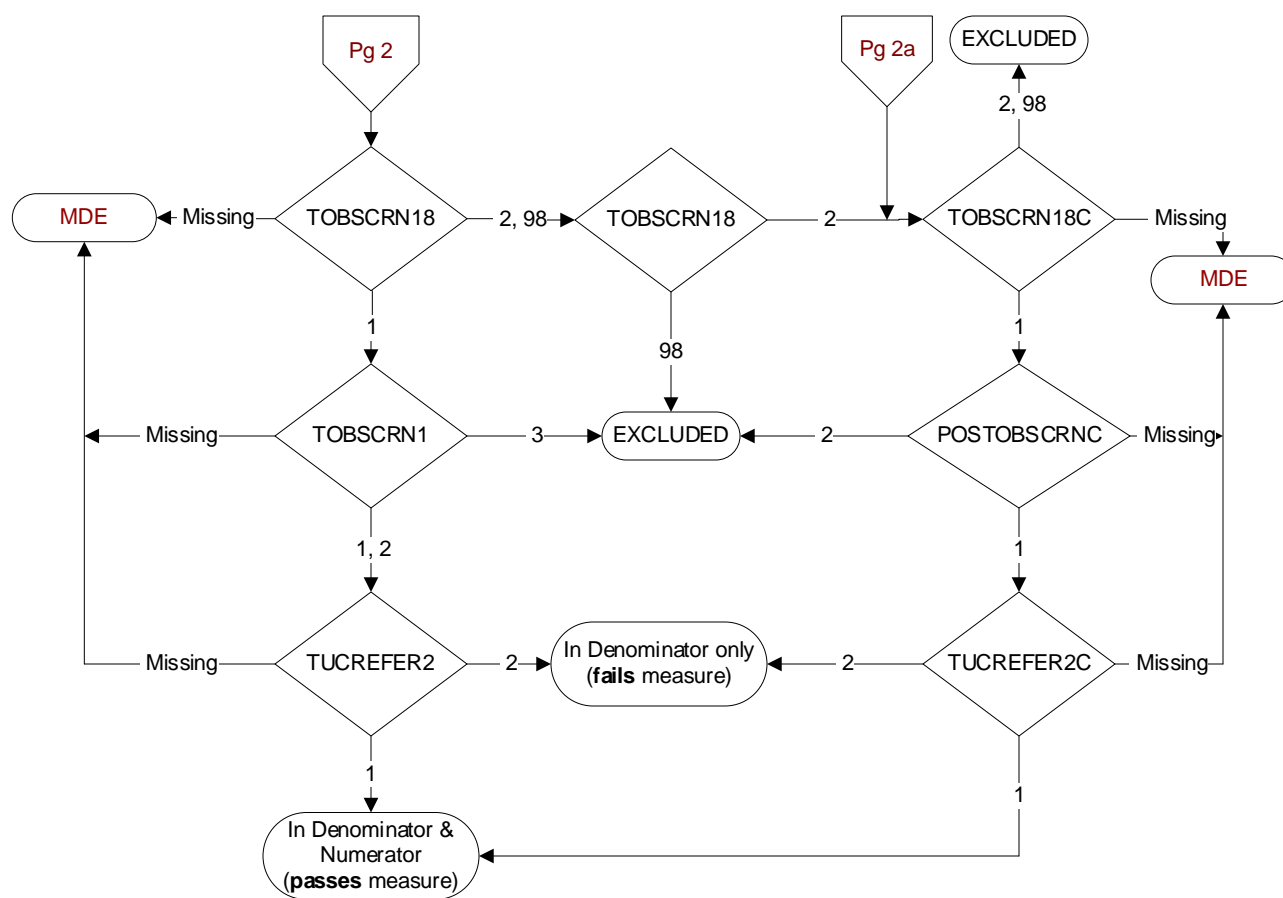 Pg 2
Pg 2a
EXCLUDED
2, 98
MDE
Missing
TOBSCRN18
2, 98
TOBSCRN18
2
TOBSCRN18C
Missing
MDE
1
98
1
Missing
TOBSCRN1
3
EXCLUDED
2
POSTOBSCRNC
Missing
1, 2
1
Missing
TUCREFER2
2
In Denominator only
(fails measure)
2
TUCREFER2C
Missing
1
1
In Denominator &
Numerator
(passes measure)